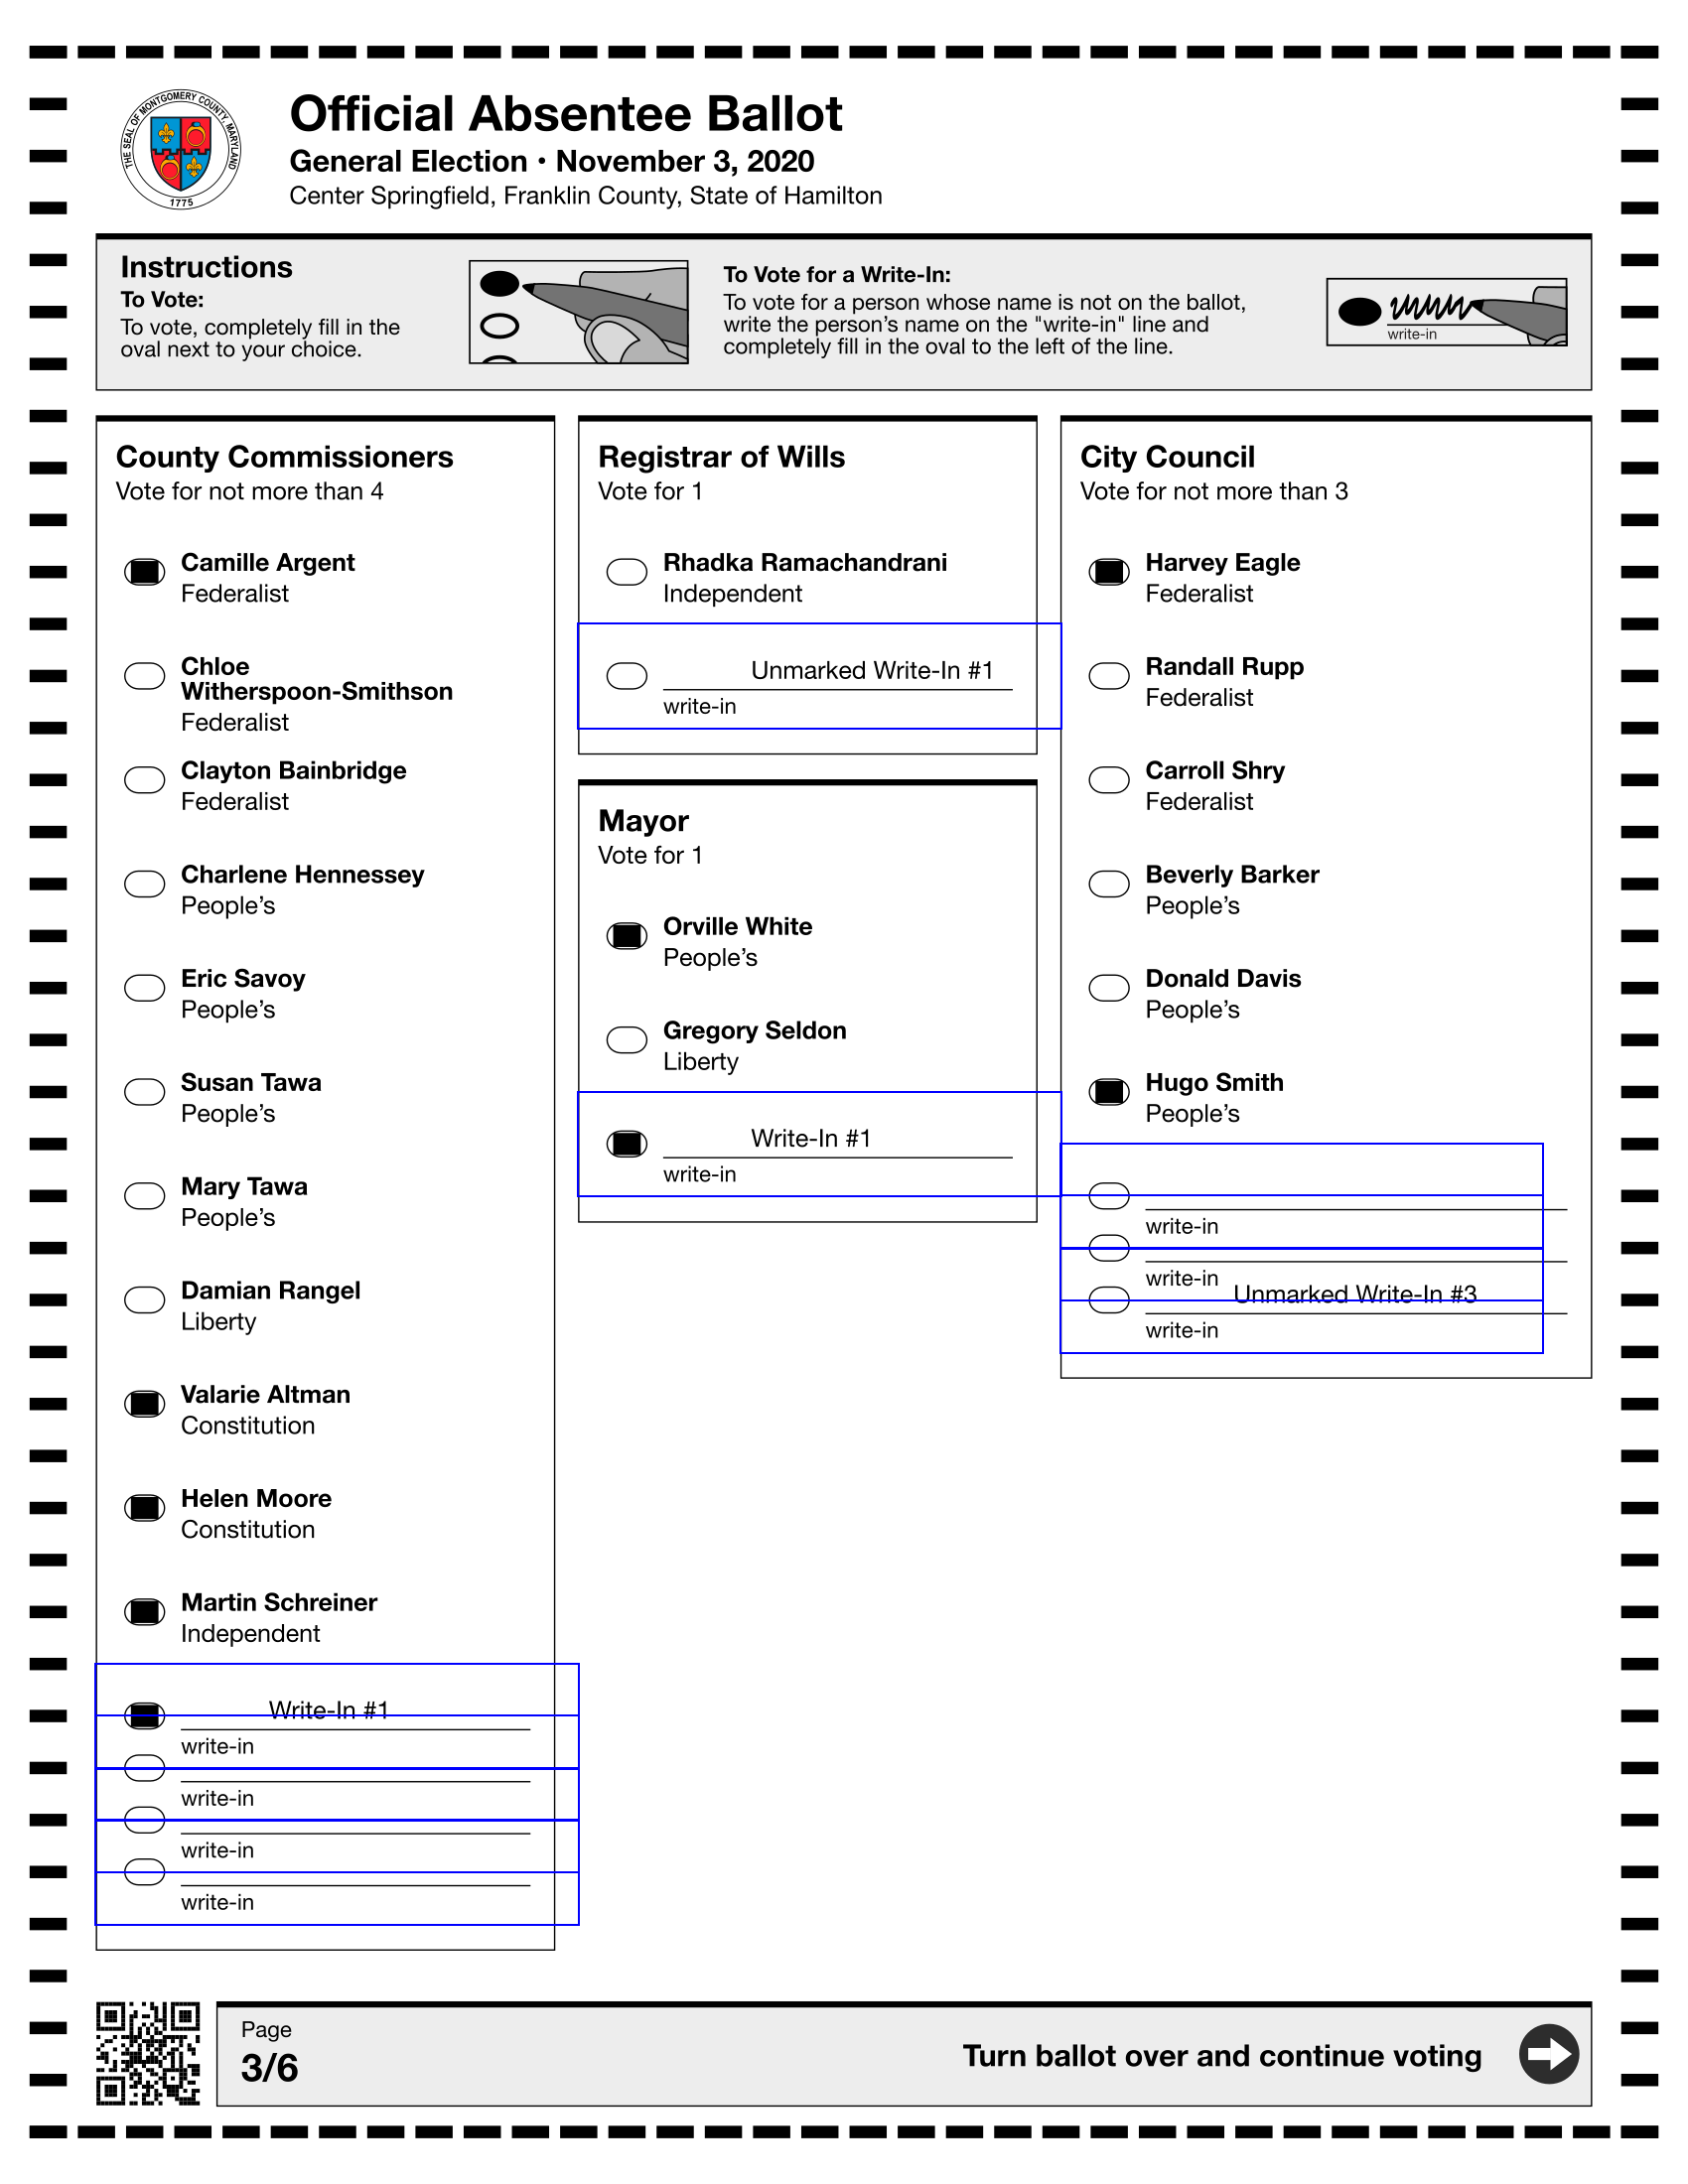 THE SEAL OF MONTGOMERY COUNTY, MARYLAND
1775
Official Absentee Ballot
General Election • November 3, 2020
Center Springfield, Franklin County, State of Hamilton
Instructions
To Vote:
To vote, completely fill in the
oval next to your choice.
To Vote for a Write-In:
To vote for a person whose name is not on the ballot,
write the person’s name on the "write-in" line and
completely fill in the oval to the left of the line.
write-in
County Commissioners
Vote for not more than 4
Camille Argent
Federalist
Chloe
Witherspoon-Smithson
Federalist
Clayton Bainbridge
Federalist
Charlene Hennessey
People’s
Eric Savoy
People’s
Susan Tawa
People’s
Mary Tawa
People’s
Damian Rangel
Liberty
Valarie Altman
Constitution
Helen Moore
Constitution
Martin Schreiner
Independent
Write-In #1
write-in
write-in
write-in
write-in
Registrar of Wills
Vote for 1
Rhadka Ramachandrani
Independent
Unmarked Write-In #1
write-in
Mayor
Vote for 1
Orville White
People’s
Gregory Seldon
Liberty
Write-In #1
write-in
City Council
Vote for not more than 3
Harvey Eagle
Federalist
Randall Rupp
Federalist
Carroll Shry
Federalist
Beverly Barker
People’s
Donald Davis
People’s
Hugo Smith
People’s
write-in
write-in
Unmarked Write-In #3
write-in
Page
3/6
Turn ballot over and continue voting